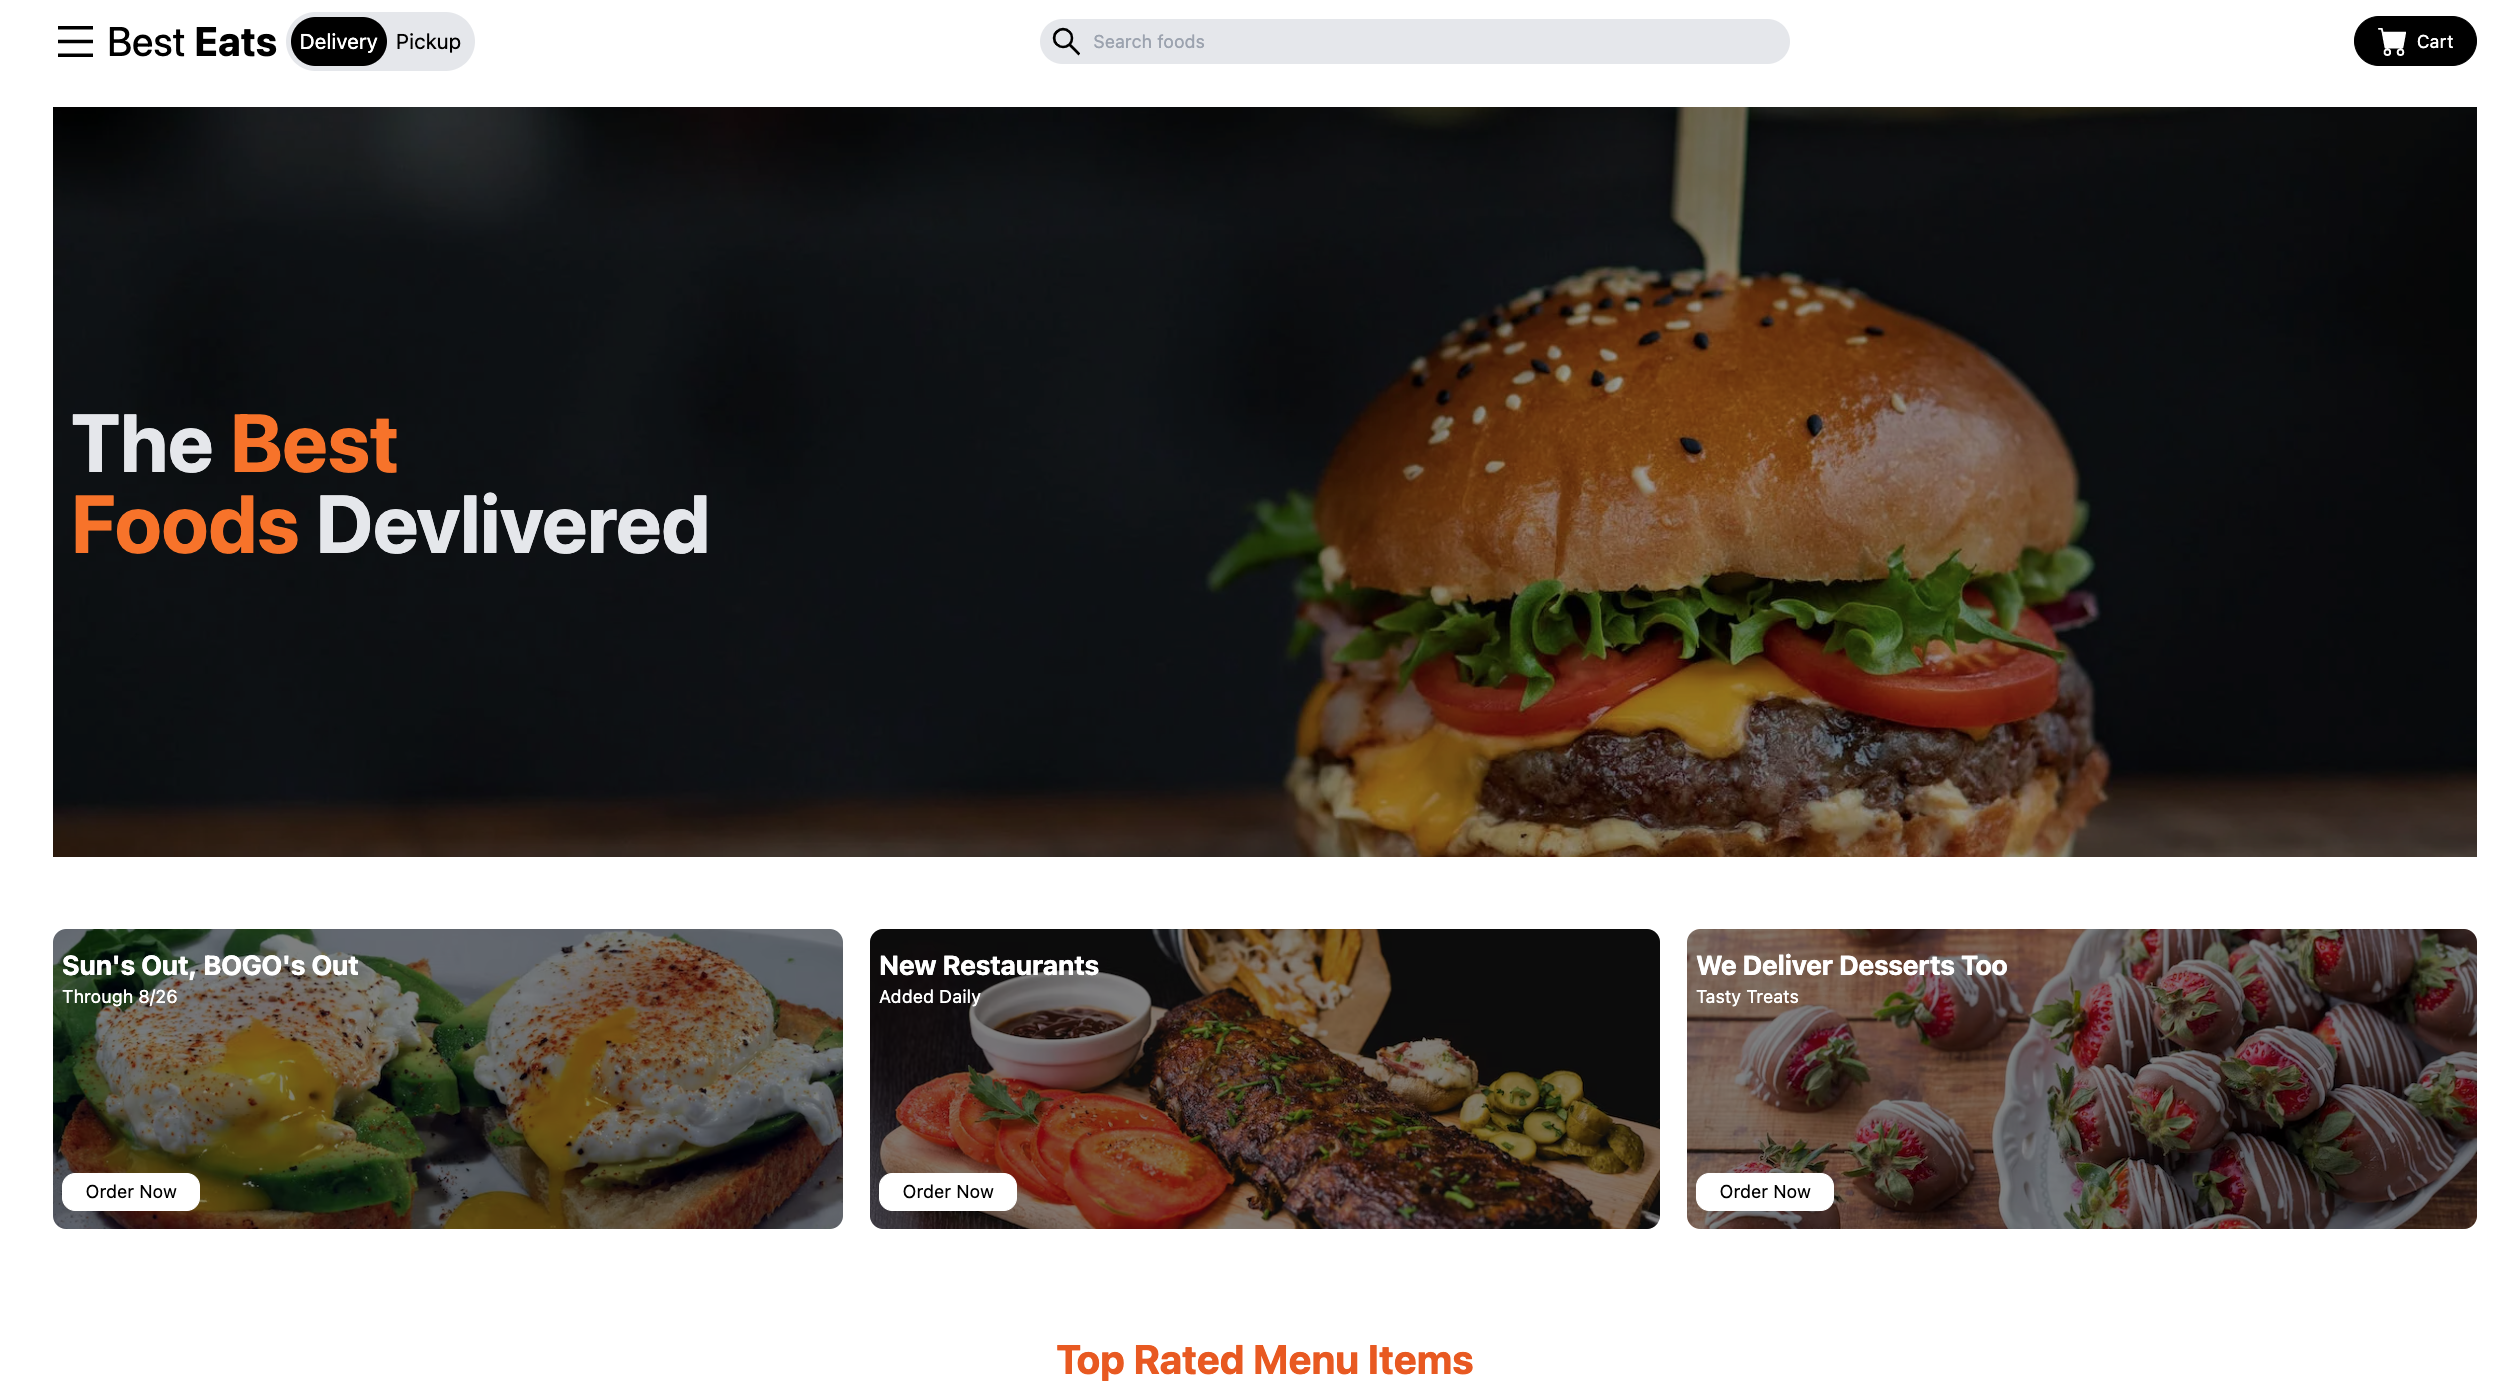 Best Eats
Delivery Pickup
Search foods
Cart
The Best
Foods Devlivered
Sun's Out, BOGO's Out
Through 8/26
Order Now
New Restaurants
Added Daily
Order Now
We Deliver Desserts Too
Tasty Treats
Order Now
Top Rated Menu Items